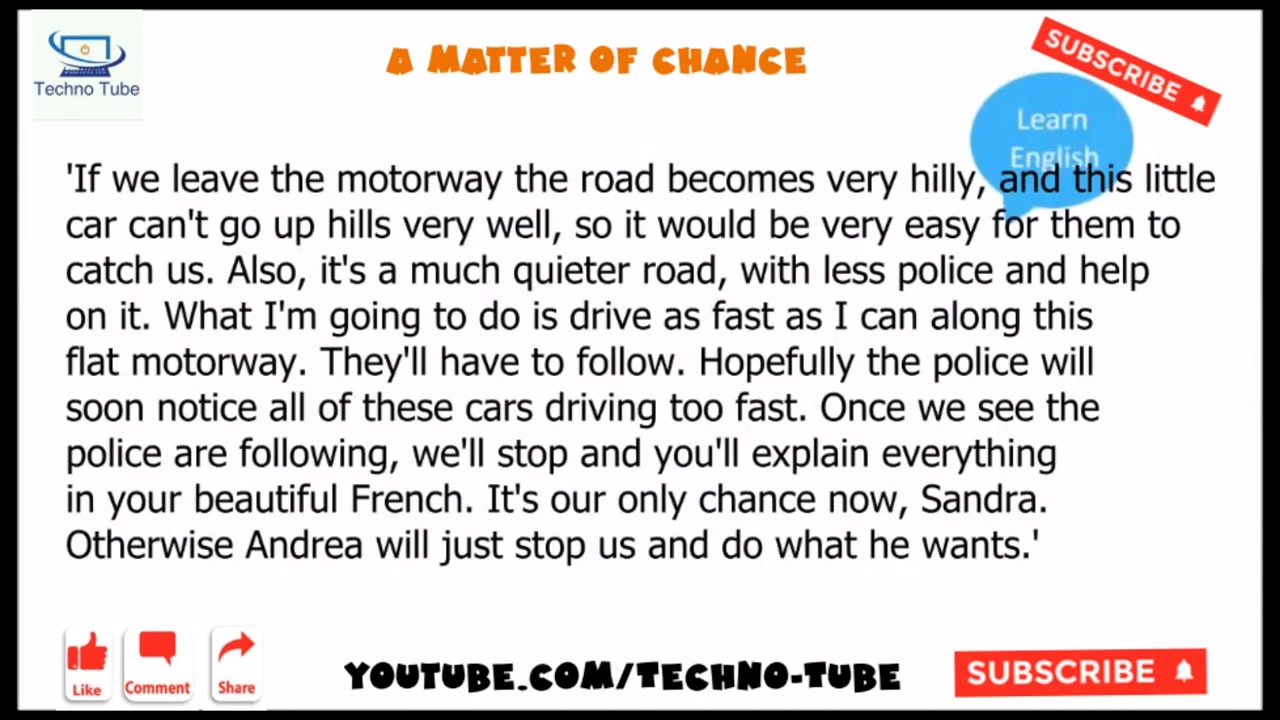 Techno Tube
A MATTER OF CHANCE
SUBSCRIBE
Learn
English
'If we leave the motorway the road becomes very hilly, and this little
car can't go up hills very well, so it would be very easy for them to
catch us. Also, it's a much quieter road, with less police and help
on it. What I'm going to do is drive as fast as I can along this
flat motorway. They'll have to follow. Hopefully the police will
soon notice all of these cars driving too fast. Once we see the
police are following, we'll stop and you'll explain everything
in your beautiful French. It's our only chance now, Sandra.
Otherwise Andrea will just stop us and do what he wants.'
Like
Comment
Share
YOUTUBE.COM/TECHNO-TUBE
SUBSCRIBE